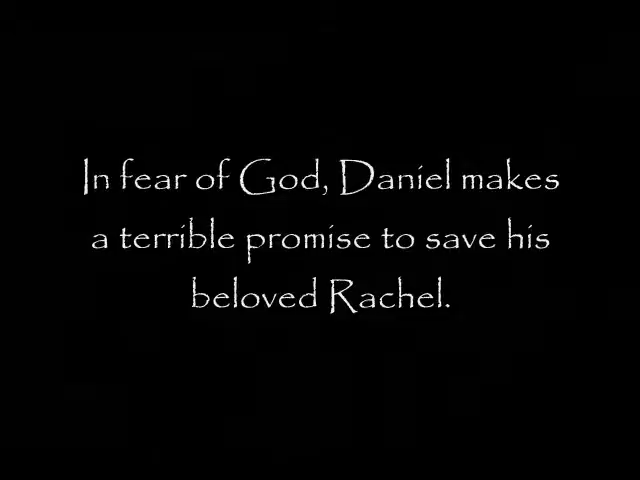 In fear of God, Daniel makes
a terrible promise to save his
beloved Rachel.